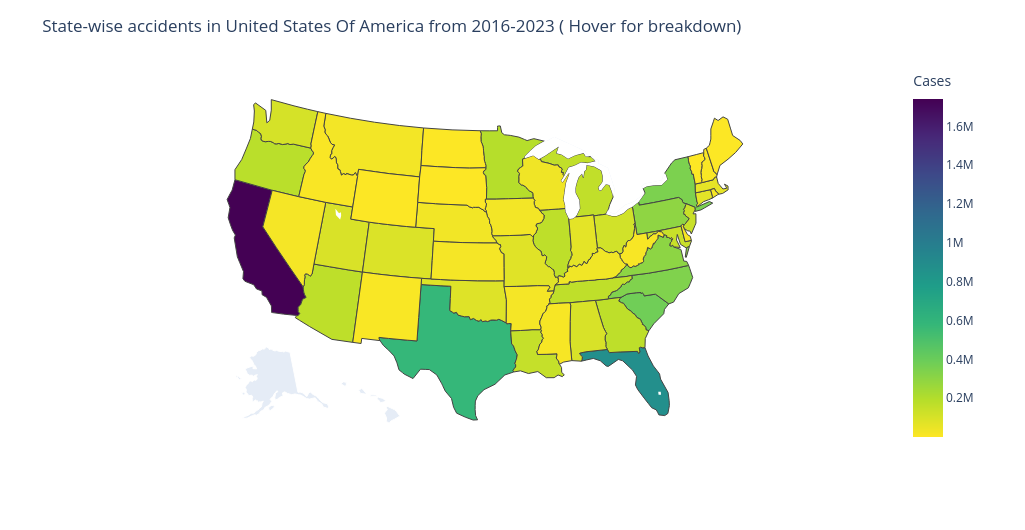 State-wise accidents in United States Of America from 2016-2023 ( Hover for breakdown)
Cases
1.6M
1.4M
1.2M
1M
0.8M
0.6M
0.4M
0.2M